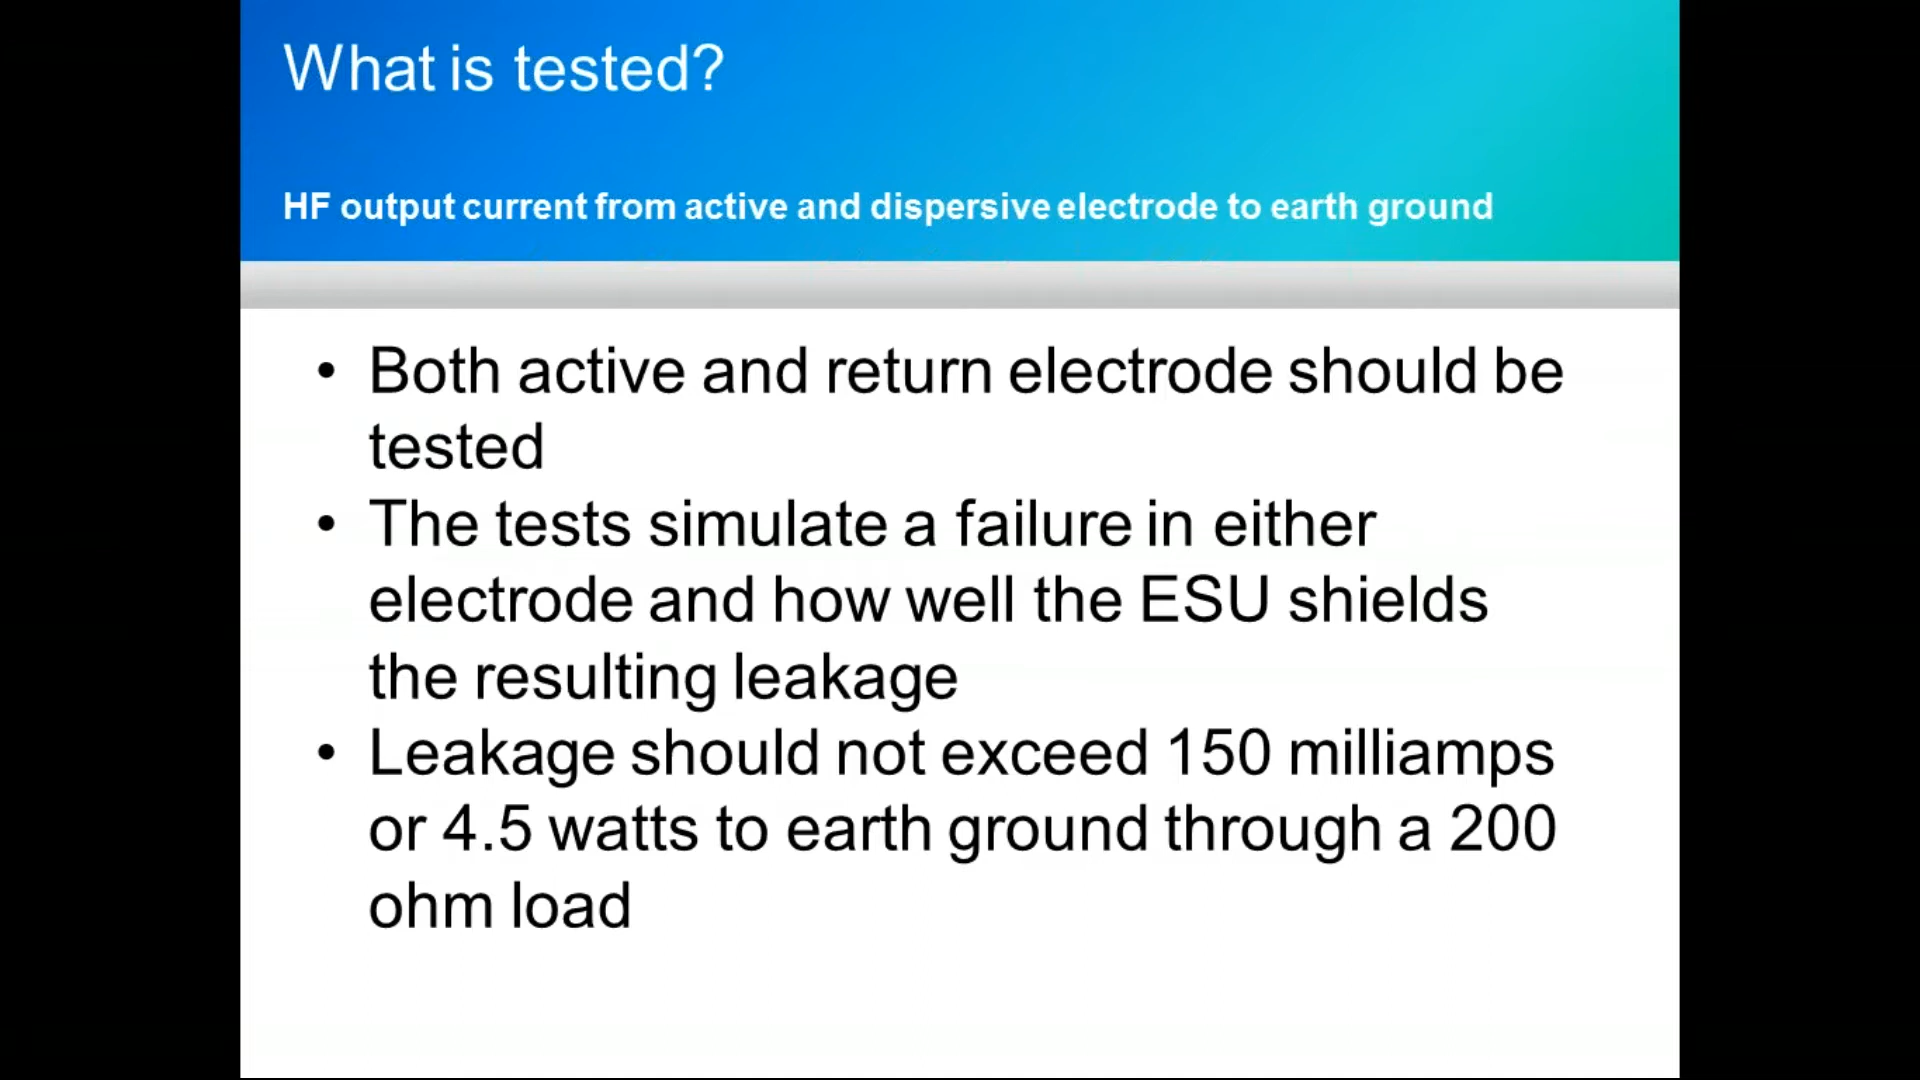 What is tested?
HF output current from active and dispersive electrode to earth ground
• Both active and return electrode should be
tested
• The tests simulate a failure in either
electrode and how well the ESU shields
the resulting leakage
• Leakage should not exceed 150 milliamps
or 4.5 watts to earth ground through a 200
ohm load